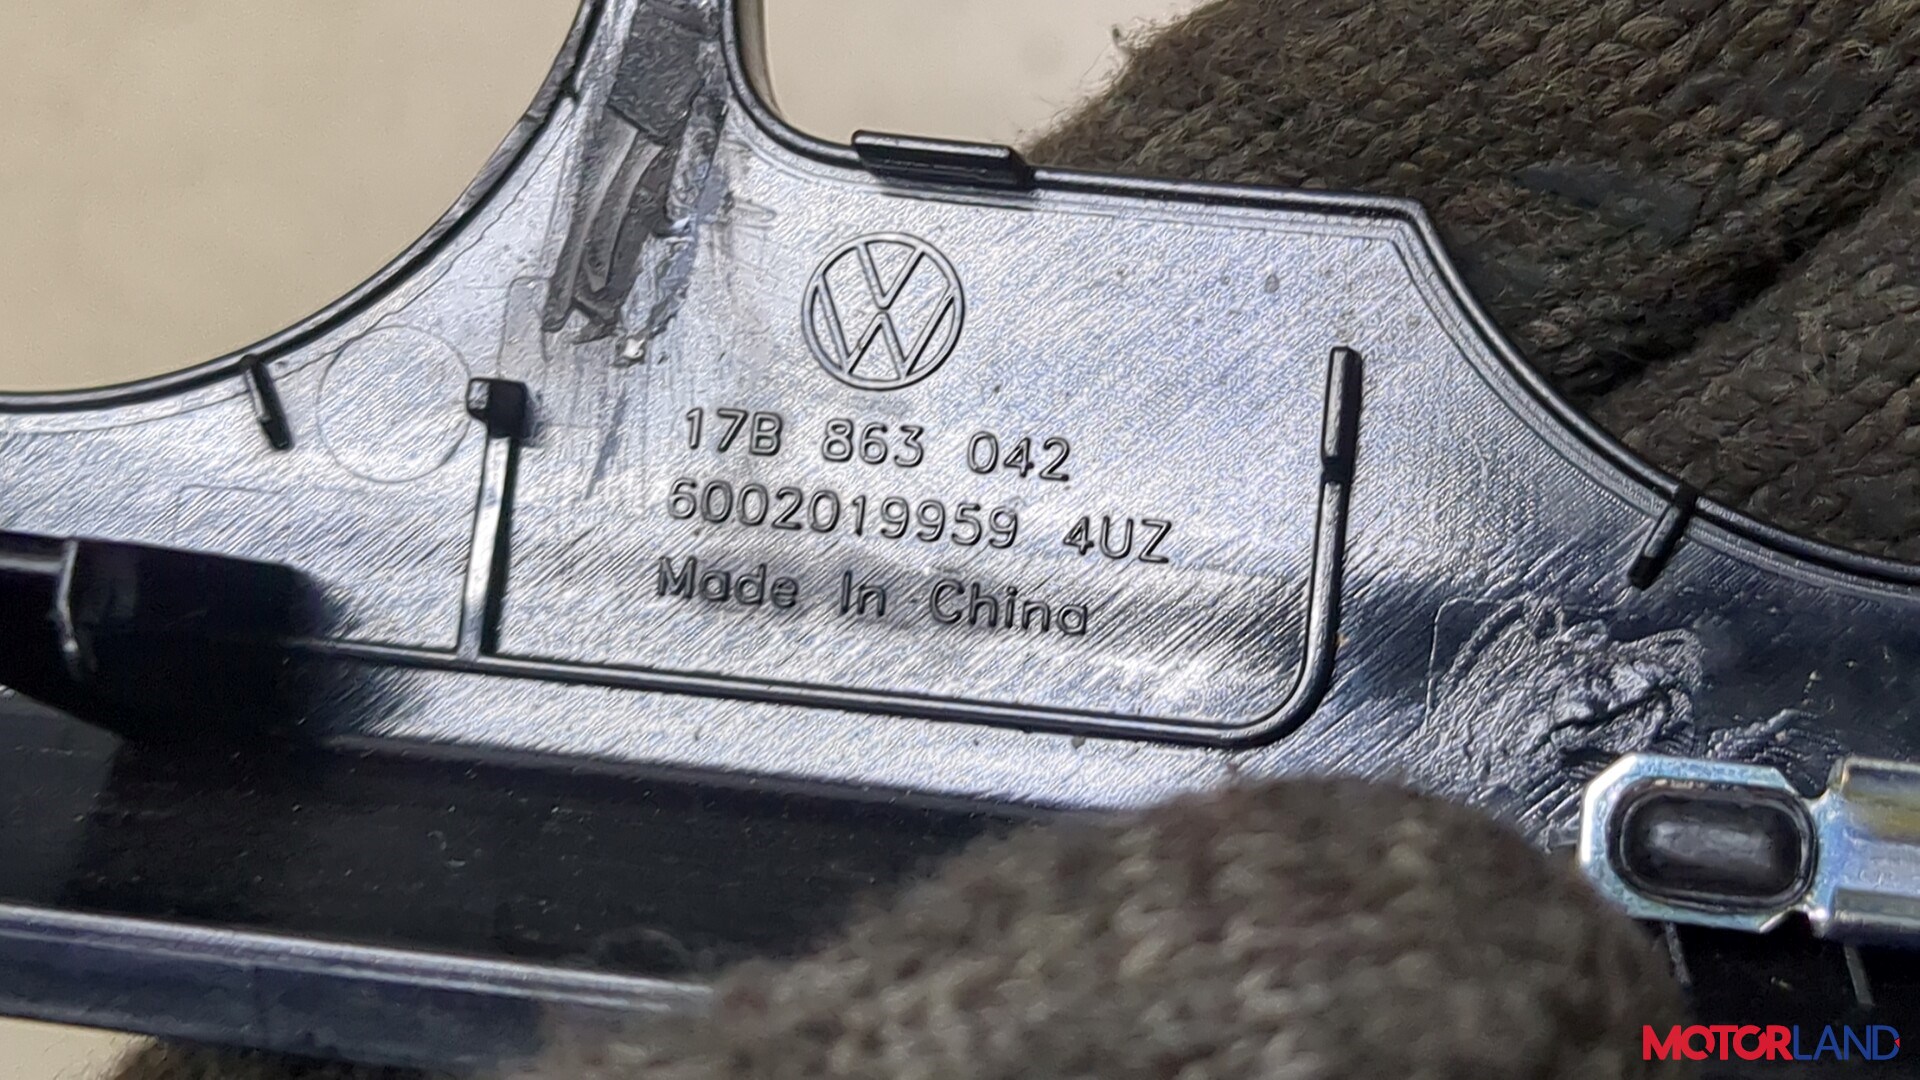 17B 863 042
6002019959 4UZ
Made In China
MOTORLAND